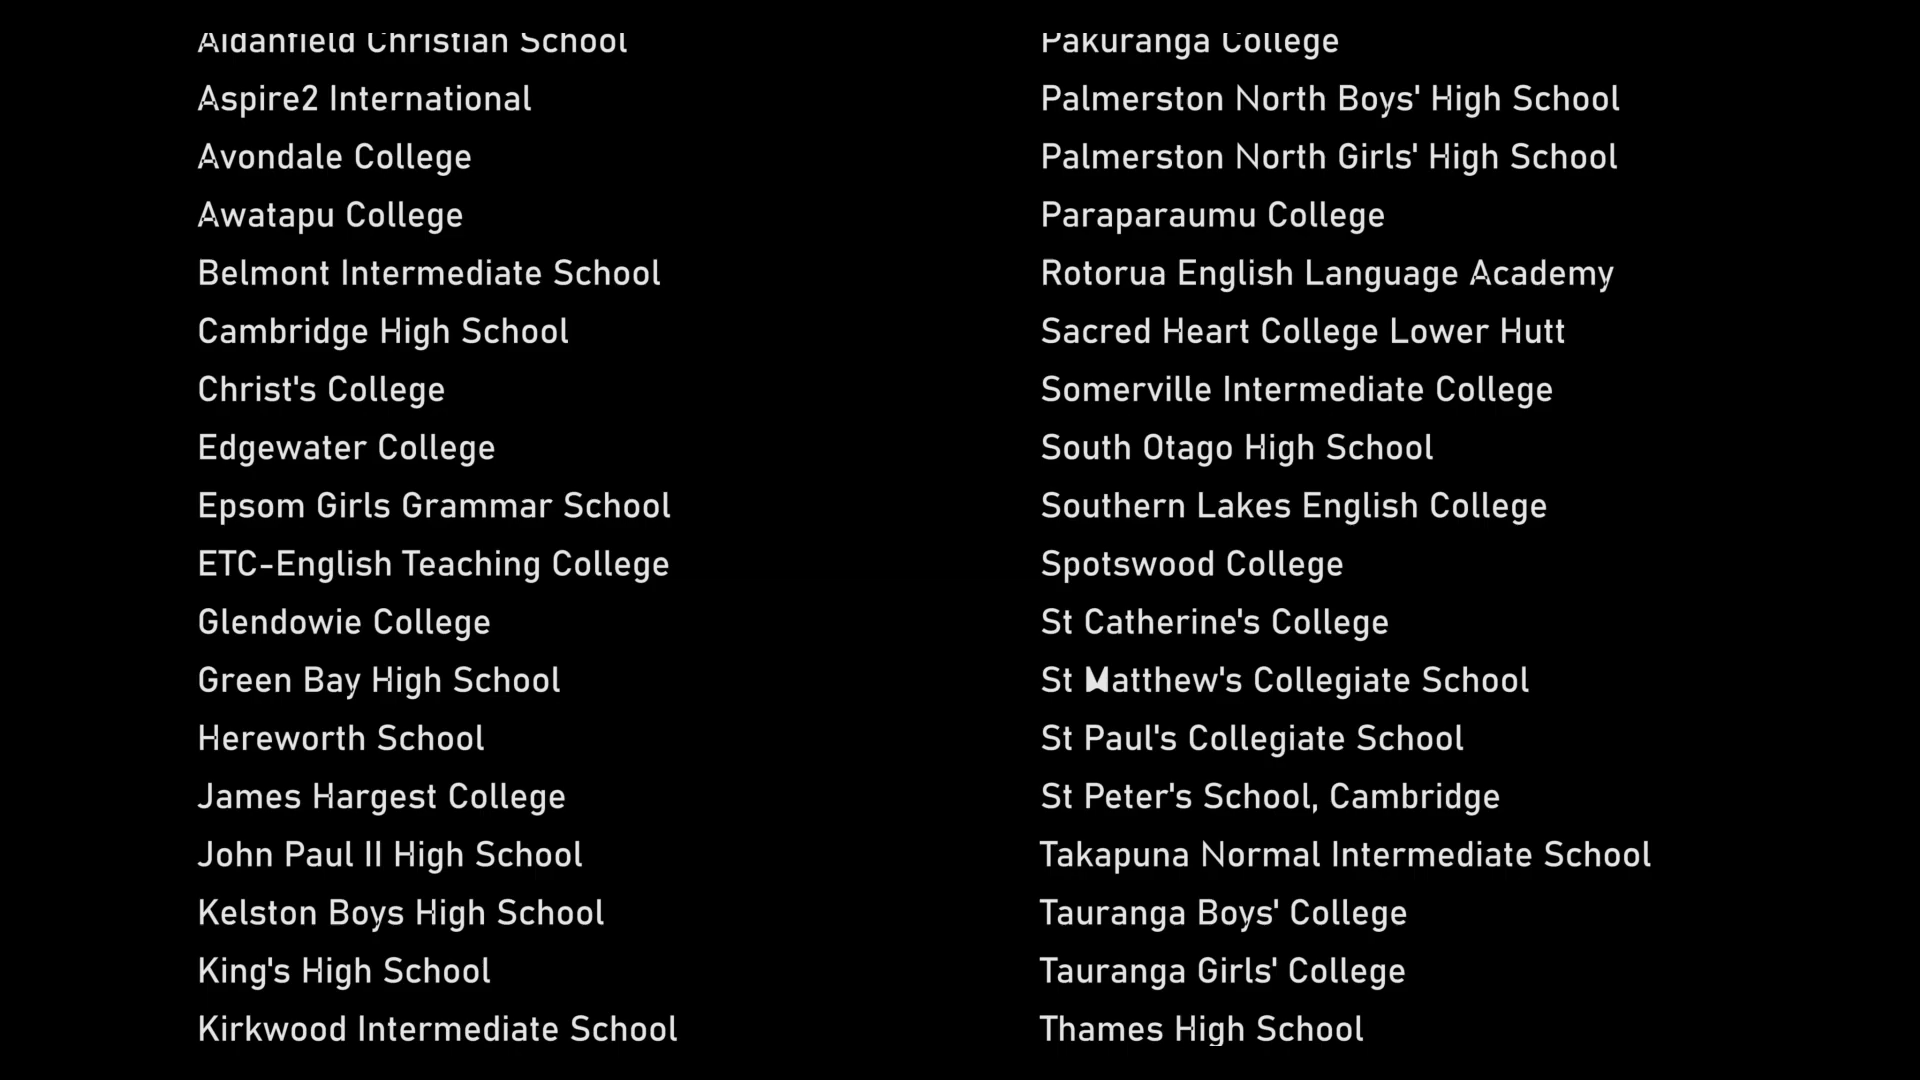 Aidanfield Christian School
Aspire2 International
Avondale College
Awatapu College
Belmont Intermediate School
Cambridge High School
Christ's College
Edgewater College
Epsom Girls Grammar School
ETC-English Teaching College
Glendowie College
Green Bay High School
Hereworth School
James Hargest College
John Paul II High School
Kelston Boys High School
King's High School
Kirkwood Intermediate School
Pakuranga College
Palmerston North Boys' High School
Palmerston North Girls' High School
Paraparaumu College
Rotorua English Language Academy
Sacred Heart College Lower Hutt
Somerville Intermediate College
South Otago High School
Southern Lakes English College
Spotswood College
St Catherine's College
St Matthew's Collegiate School
St Paul's Collegiate School
St Peter's School, Cambridge
Takapuna Normal Intermediate School
Tauranga Boys' College
Tauranga Girls' College
Thames High School